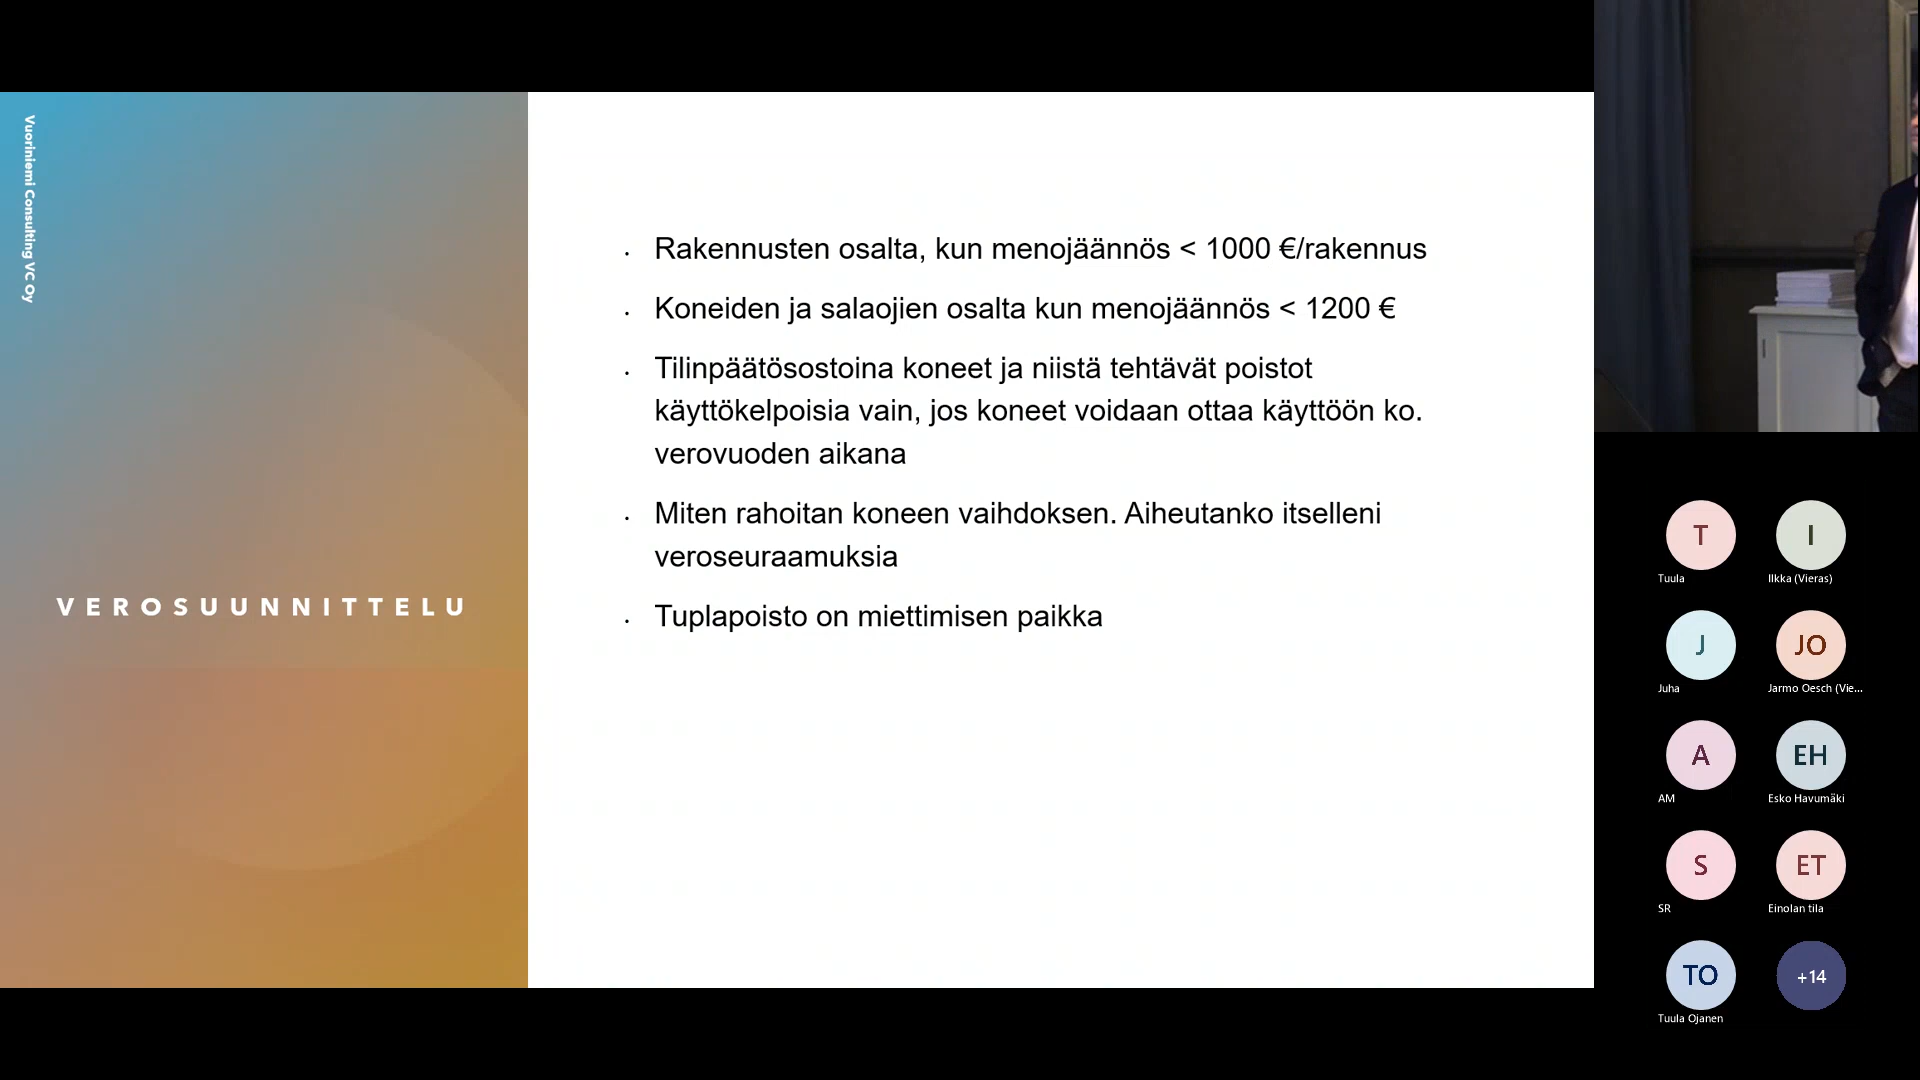 Vuoriniemi Consulting VC Oy
VEROSUUNNITTELU
• Rakennusten osalta, kun menojäännös < 1000 €/rakennus
• Koneiden ja salaojien osalta kun menojäännös < 1200 €
• Tilinpäätösostoina koneet ja niistä tehtävät poistot
käyttökelpoisia vain, jos koneet voidaan ottaa käyttöön ko.
verovuoden aikana
• Miten rahoitan koneen vaihdoksen. Aiheutanko itselleni
veroseuraamuksia
• Tuplapoisto on miettimisen paikka
T I
Tuula Ilkka (Vieras)
J JO
Juha Jarmo Oesch (Vie...
A EH
AM Esko Havumäki
S ET
SR Einolan tila
TO +14
Tuula Ojanen